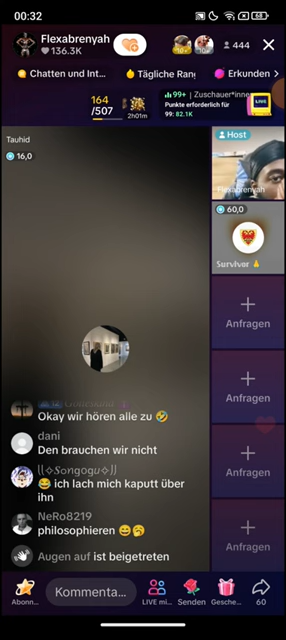 00:32
68
Flexabrenyah
136.3K
444
Chatten und Int...
Tägliche Ran
Erkunden
164
/507
2h01m
99+ | Zuschauer*innen
Punkte erforderlich für
99: 82.1K
LIVE
Tauhid
16,0
Host
Flexabrenyah
60,0
Survivor
Anfragen
Anfragen
Anfragen
Anfragen
Okay wir hören alle zu 🤣
dani
Den brauchen wir nicht
⟅⟅✧Songogu✧⟆⟆
😂 ich lach mich kaputt über
ihn
NeRo8219
philosophieren 😄🥱
Augen auf ist beigetreten
Abonn...
Kommenta...
LIVE mi...
Senden
Gesche...
60